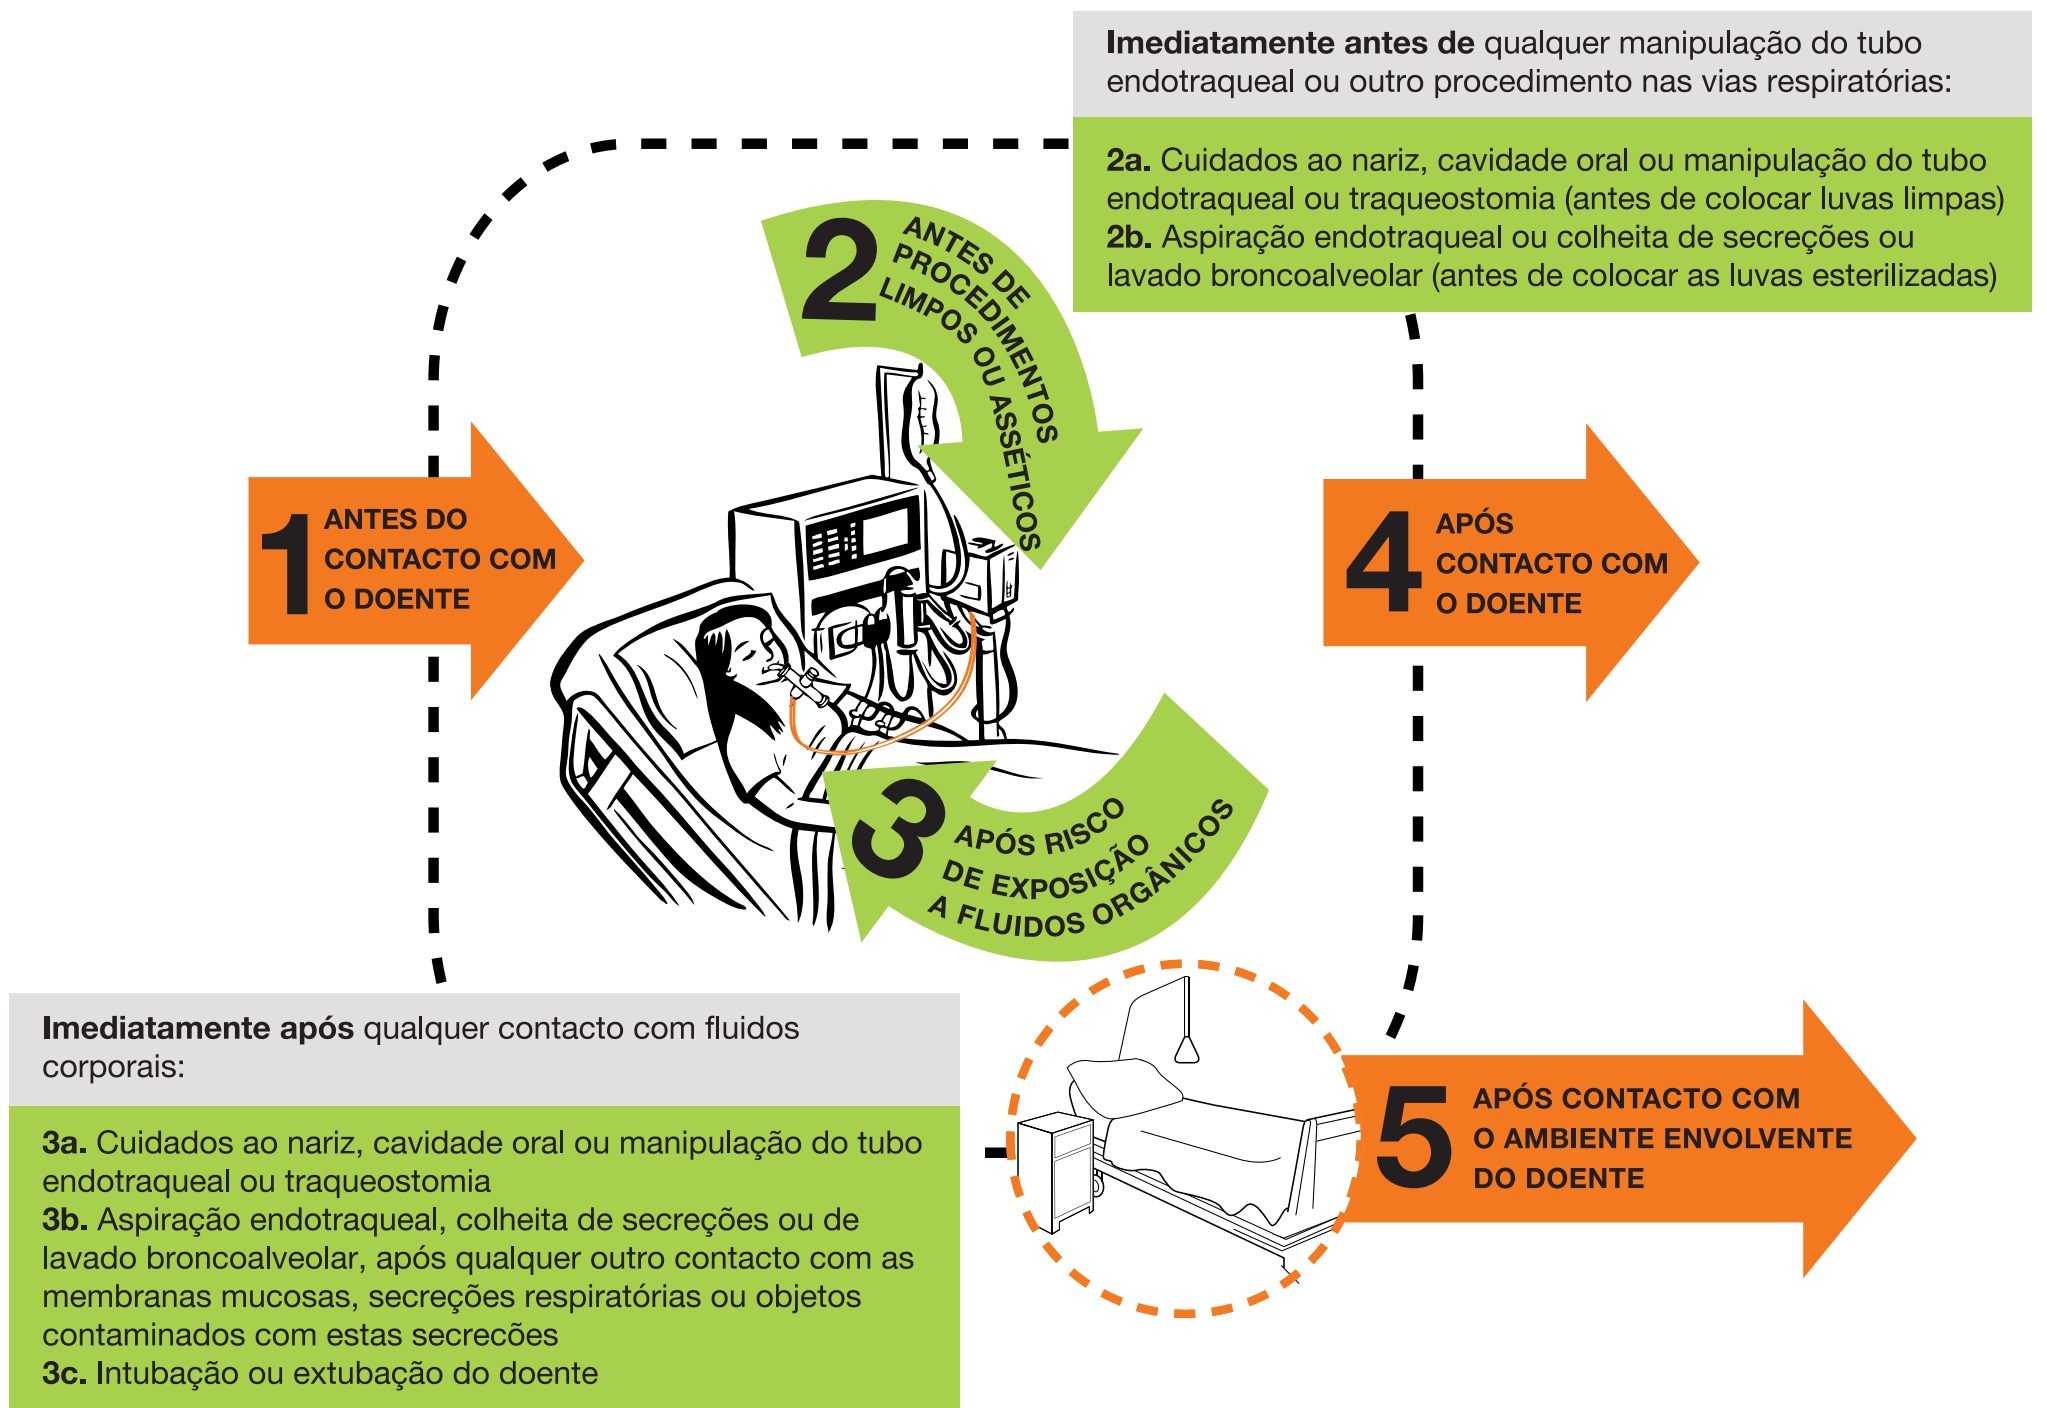 Imediatamente antes de qualquer manipulação do tubo
endotraqueal ou outro procedimento nas vias respiratórias:
2a. Cuidados ao nariz, cavidade oral ou manipulação do tubo
endotraqueal ou traqueostomia (antes de colocar luvas limpas)
2b. Aspiração endotraqueal ou colheita de secreções ou
lavado broncoalveolar (antes de colocar as luvas esterilizadas)
1
ANTES DO
CONTACTO COM
O DOENTE
2
ANTES DE
PROCEDIMENTOS
LIMPOS OU ASSÉTICOS
3
APÓS RISCO
DE EXPOSIÇÃO
A FLUIDOS ORGÂNICOS
4
APÓS
CONTACTO COM
O DOENTE
Imediatamente após qualquer contacto com fluidos
corporais:
3a. Cuidados ao nariz, cavidade oral ou manipulação do tubo
endotraqueal ou traqueostomia
3b. Aspiração endotraqueal, colheita de secreções ou de
lavado broncoalveolar, após qualquer outro contacto com as
membranas mucosas, secreções respiratórias ou objetos
contaminados com estas secrecões
3c. Intubação ou extubação do doente
5
APÓS CONTACTO COM
O AMBIENTE ENVOLVENTE
DO DOENTE